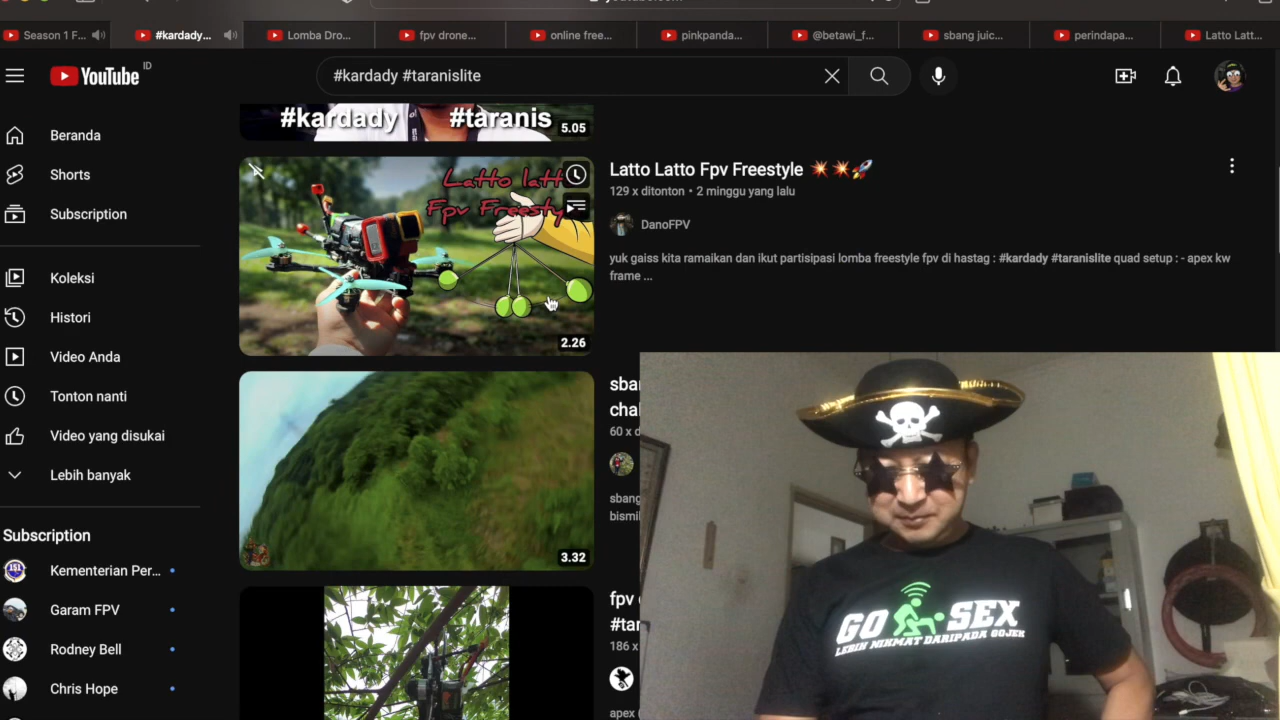 Season 1 F...
#kardady...
Lomba Dro...
fpv drone...
online free...
pinkpanda...
@betawi_f...
sbang juic...
perindapa...
Latto Latt...
YouTube ID
#kardady #taranislite
Beranda
Shorts
Subscription
Koleksi
Histori
Video Anda
Tonton nanti
Video yang disukai
Lebih banyak
Subscription
Kementerian Per...
Garam FPV
Rodney Bell
Chris Hope
#kardady #taranis
5.05
Latto latt
Fpv Freesty
2.26
Latto Latto Fpv Freestyle 💥💥🚀
129 x ditonton • 2 minggu yang lalu
DanoFPV
yuk gaiss kita ramaikan dan ikut partisipasi lomba freestyle fpv di hastag : #kardady #taranislite quad setup : - apex kw
frame ...
3.32
sba
chal
60 x d
sbang
bismil
fpv
#tar
186 x
apex (
GO SEX
LEBIH NIKMAT DARIPADA GOJEK